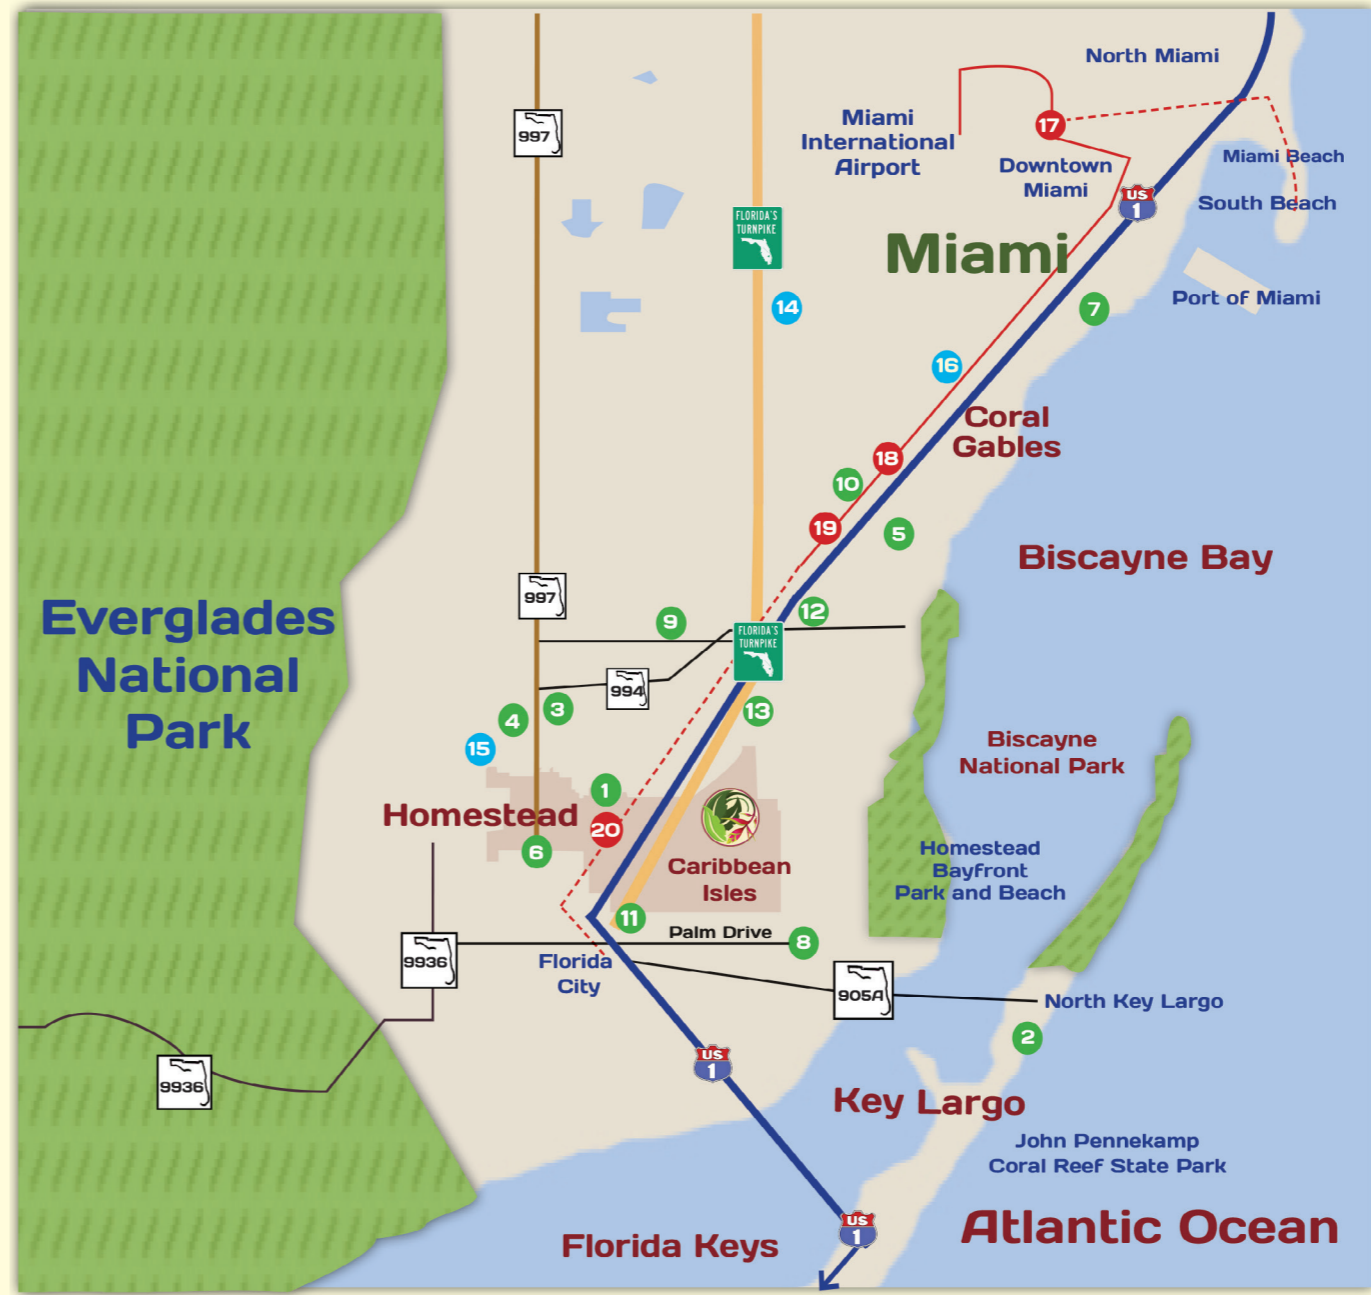 North Miami
997
17
Miami
International
Airport
Miami Beach
Downtown
Miami
US
1
South Beach
FLORIDA'S
TURNPIKE
Miami
Port of Miami
14
7
16
Coral
Gables
18
10
19
5
Biscayne Bay
997
Everglades
National
Park
9
12
FLORIDA'S
TURNPIKE
994
3
4
13
15
Biscayne
National Park
1
Homestead
20
6
Caribbean
Isles
Homestead
Bayfront
Park and Beach
11
Palm Drive
8
9936
Florida
City
905A
North Key Largo
2
US
1
9936
Key Largo
John Pennekamp
Coral Reef State Park
US
1
Florida Keys
Atlantic Ocean